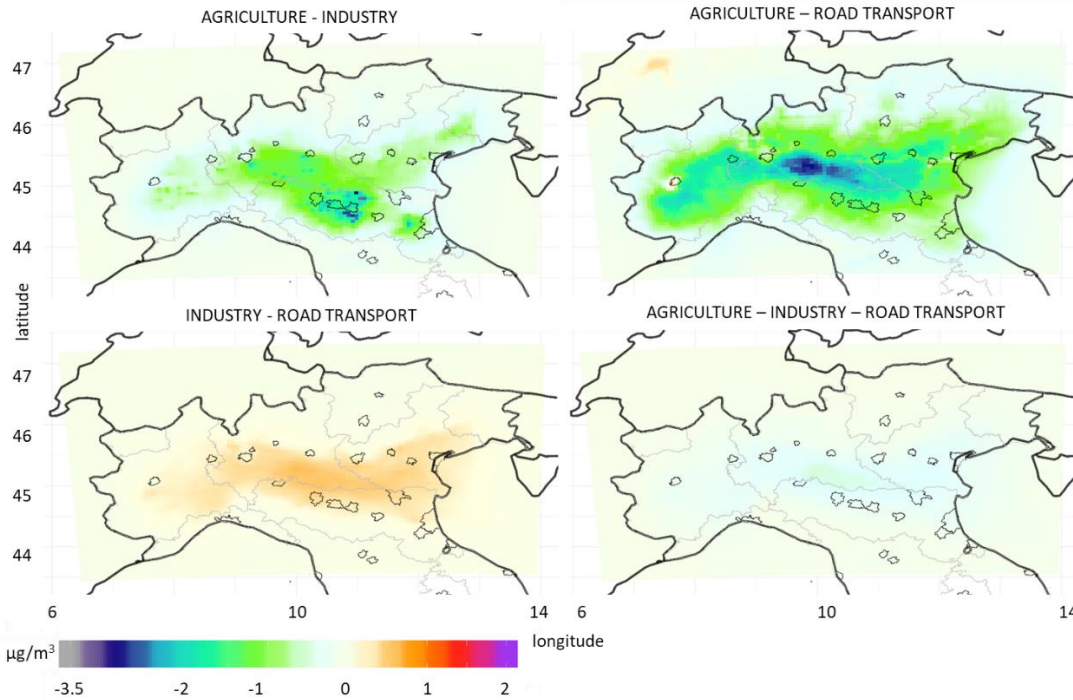 AGRICULTURE - INDUSTRY
AGRICULTURE – ROAD TRANSPORT
47
46
45
44
latitude
INDUSTRY - ROAD TRANSPORT
AGRICULTURE – INDUSTRY – ROAD TRANSPORT
47
46
45
44
6 10 14
6 10 14
longitude
µg/m³
-3.5 -2 -1 0 1 2